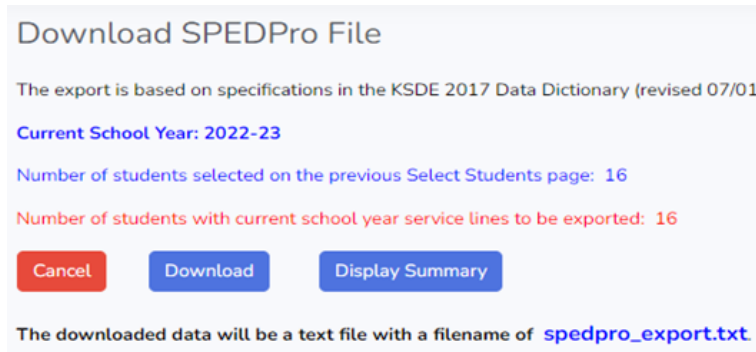 Download SPEDPro File
The export is based on specifications in the KSDE 2017 Data Dictionary (revised 07/01
Current School Year: 2022-23
Number of students selected on the previous Select Students page: 16
Number of students with current school year service lines to be exported: 16
Cancel Download Display Summary
The downloaded data will be a text file with a filename of spedpro_export.txt